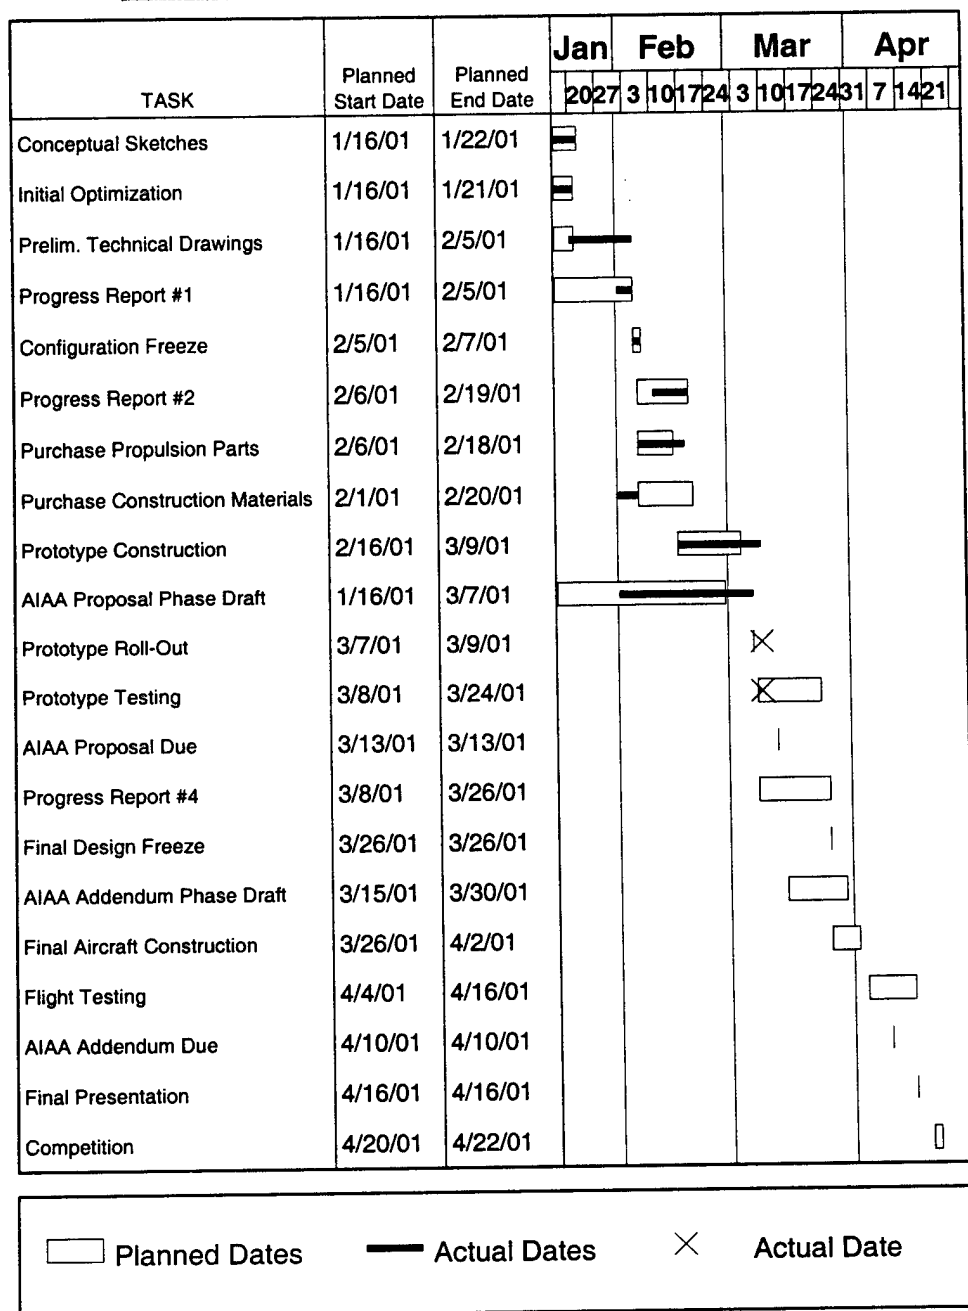 Jan Feb Mar Apr
TASK Planned Start Date Planned End Date 20 27 3 10 17 24 3 10 17 24 31 7 14 21
Conceptual Sketches 1/16/01 1/22/01
Initial Optimization 1/16/01 1/21/01
Prelim. Technical Drawings 1/16/01 2/5/01
Progress Report #1 1/16/01 2/5/01
Configuration Freeze 2/5/01 2/7/01
Progress Report #2 2/6/01 2/19/01
Purchase Propulsion Parts 2/6/01 2/18/01
Purchase Construction Materials 2/1/01 2/20/01
Prototype Construction 2/16/01 3/9/01
AIAA Proposal Phase Draft 1/16/01 3/7/01
Prototype Roll-Out 3/7/01 3/9/01
Prototype Testing 3/8/01 3/24/01
AIAA Proposal Due 3/13/01 3/13/01
Progress Report #4 3/8/01 3/26/01
Final Design Freeze 3/26/01 3/26/01
AIAA Addendum Phase Draft 3/15/01 3/30/01
Final Aircraft Construction 3/26/01 4/2/01
Flight Testing 4/4/01 4/16/01
AIAA Addendum Due 4/10/01 4/10/01
Final Presentation 4/16/01 4/16/01
Competition 4/20/01 4/22/01
Planned Dates Actual Dates Actual Date